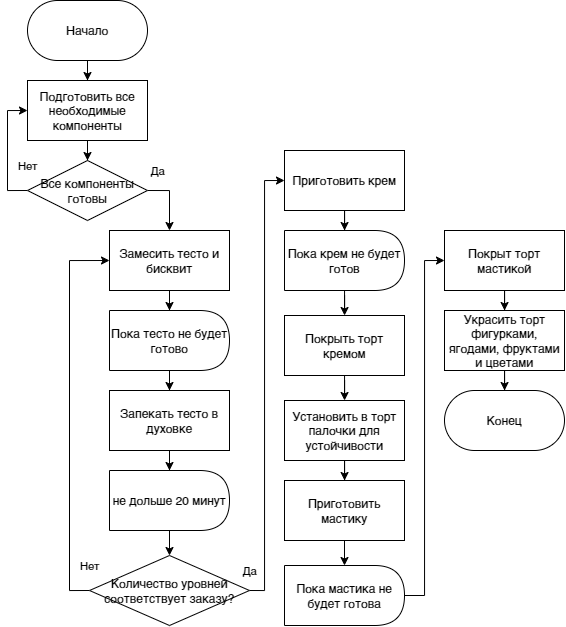 Начало
Подготовить все
необходимые
компоненты
Нет
Все компоненты
готовы
Да
Замесить тесто и
бисквит
Пока тесто не будет
готово
Запекать тесто в
духовке
не дольше 20 минут
Нет
Количество уровней
соответствует заказу?
Да
Приготовить крем
Пока крем не будет
готов
Покрыть торт
кремом
Установить в торт
палочки для
устойчивости
Приготовить
мастику
Пока мастика не
будет готова
Покрыт торт
мастикой
Украсить торт
фигурками,
ягодами, фруктами
и цветами
Конец